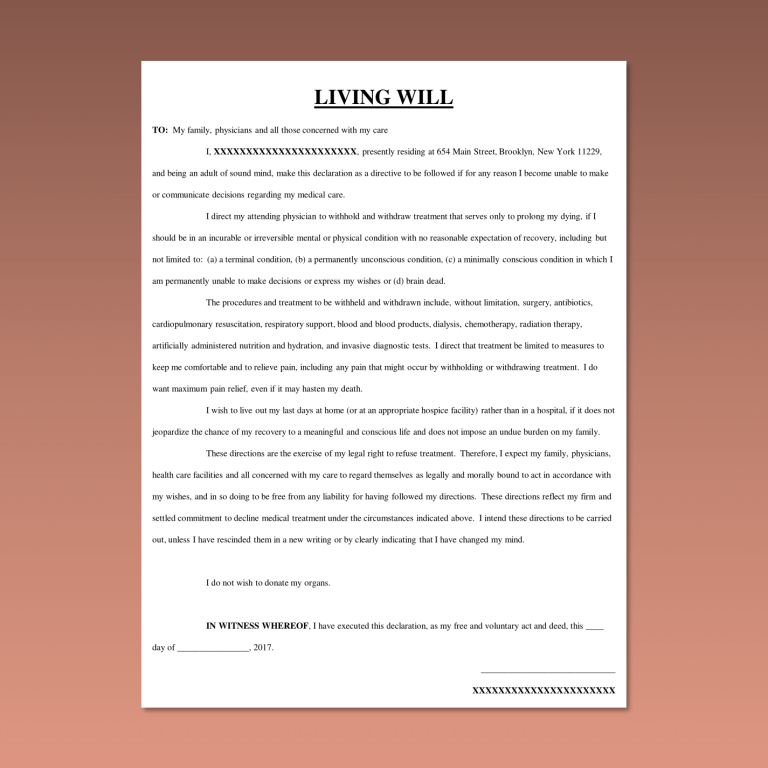 LIVING WILL
TO: My family, physicians and all those concerned with my care
I, XXXXXXXXXXXXXXXXXXXXXX, presently residing at 654 Main Street, Brooklyn, New York 11229,
and being an adult of sound mind, make this declaration as a directive to be followed if for any reason I become unable to make
or communicate decisions regarding my medical care.
I direct my attending physician to withhold and withdraw treatment that serves only to prolong my dying, if I
should be in an incurable or irreversible mental or physical condition with no reasonable expectation of recovery, including but
not limited to: (a) a terminal condition, (b) a permanently unconscious condition, (c) a minimally conscious condition in which I
am permanently unable to make decisions or express my wishes or (d) brain dead.
The procedures and treatment to be withheld and withdrawn include, without limitation, surgery, antibiotics,
cardiopulmonary resuscitation, respiratory support, blood and blood products, dialysis, chemotherapy, radiation therapy,
artificially administered nutrition and hydration, and invasive diagnostic tests. I direct that treatment be limited to measures to
keep me comfortable and to relieve pain, including any pain that might occur by withholding or withdrawing treatment. I do
want maximum pain relief, even if it may hasten my death.
I wish to live out my last days at home (or at an appropriate hospice facility) rather than in a hospital, if it does not
jeopardize the chance of my recovery to a meaningful and conscious life and does not impose an undue burden on my family.
These directions are the exercise of my legal right to refuse treatment. Therefore, I expect my family, physicians,
health care facilities and all concerned with my care to regard themselves as legally and morally bound to act in accordance with
my wishes, and in so doing to be free from any liability for having followed my directions. These directions reflect my firm and
settled commitment to decline medical treatment under the circumstances indicated above. I intend these directions to be carried
out, unless I have rescinded them in a new writing or by clearly indicating that I have changed my mind.
I do not wish to donate my organs.
IN WITNESS WHEREOF, I have executed this declaration, as my free and voluntary act and deed, this ____
day of ________________, 2017.
______________________________
XXXXXXXXXXXXXXXXXXXXXX